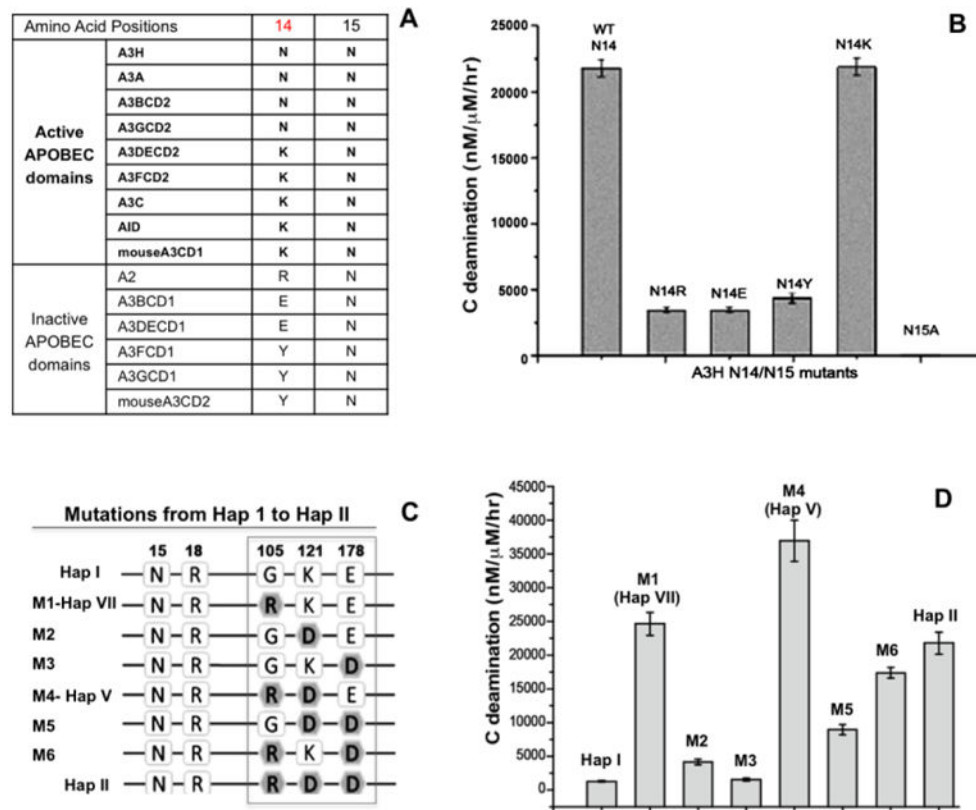 A
Amino Acid Positions 14 15
Active APOBEC domains
A3H N N
A3A N N
A3BCD2 N N
A3GCD2 N N
A3DECD2 K N
A3FCD2 K N
A3C K N
AID K N
mouseA3CD1 K N
Inactive APOBEC domains
A2 R N
A3BCD1 E N
A3DECD1 E N
A3FCD1 Y N
A3GCD1 Y N
mouseA3CD2 Y N
B
C deamination (nM/μM/hr)
25000
20000
15000
10000
5000
0
WT
N14
N14R
N14E
N14Y
N14K
N15A
A3H N14/N15 mutants
C
Mutations from Hap 1 to Hap II
15 18 105 121 178
Hap I N R G K E
M1-Hap VII N R R K E
M2 N R G D E
M3 N R G K D
M4- Hap V N R R D E
M5 N R G D D
M6 N R R K D
Hap II N R R D D
D
C deamination (nM/μM/hr)
45000
40000
35000
30000
25000
20000
15000
10000
5000
0
Hap I
M1
(Hap VII)
M2
M3
M4
(Hap V)
M5
M6
Hap II